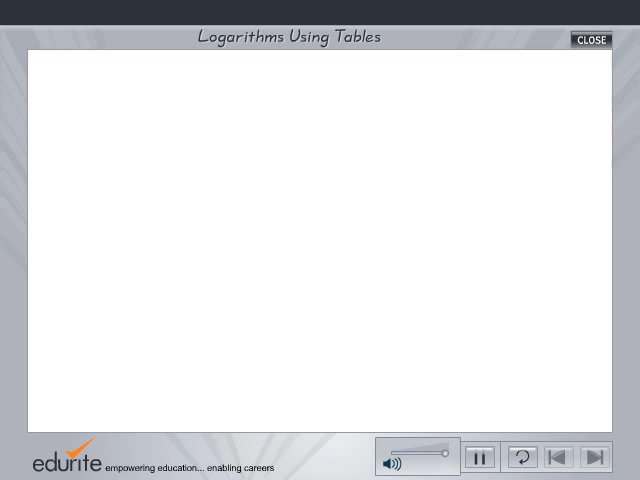 Logarithms Using Tables
CLOSE
edurite empowering education... enabling careers